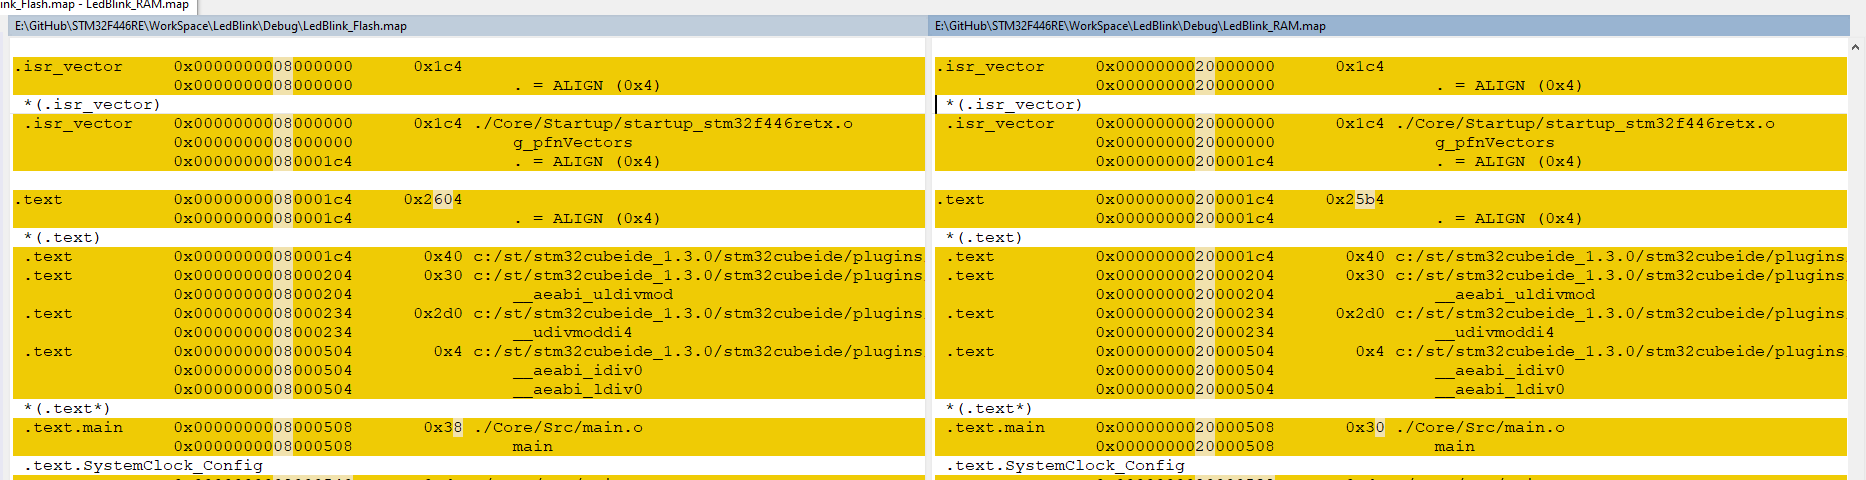 ink_Flash.map - LedBlink_RAM.map
E:\GitHub\STM32F446RE\WorkSpace\LedBlink\Debug\LedBlink_Flash.map
.isr_vector 0x0000000008000000 0x1c4
0x0000000008000000 . = ALIGN (0x4)
*(.isr_vector)
.isr_vector 0x0000000008000000 0x1c4 ./Core/Startup/startup_stm32f446retx.o
0x0000000008000000 g_pfnVectors
0x00000000080001c4 . = ALIGN (0x4)
.text 0x00000000080001c4 0x2604
0x00000000080001c4 . = ALIGN (0x4)
*(.text)
.text 0x00000000080001c4 0x40 c:/st/stm32cubeide_1.3.0/stm32cubeide/plugins
.text 0x0000000008000204 0x30 c:/st/stm32cubeide_1.3.0/stm32cubeide/plugins
0x0000000008000204 __aeabi_uldivmod
.text 0x0000000008000234 0x2d0 c:/st/stm32cubeide_1.3.0/stm32cubeide/plugins
0x0000000008000234 __udivmoddi4
.text 0x0000000008000504 0x4 c:/st/stm32cubeide_1.3.0/stm32cubeide/plugins
0x0000000008000504 __aeabi_idiv0
0x0000000008000504 __aeabi_ldiv0
*(.text*)
.text.main 0x0000000008000508 0x38 ./Core/Src/main.o
0x0000000008000508 main
.text.SystemClock_Config
E:\GitHub\STM32F446RE\WorkSpace\LedBlink\Debug\LedBlink_RAM.map
.isr_vector 0x0000000020000000 0x1c4
0x0000000020000000 . = ALIGN (0x4)
*(.isr_vector)
.isr_vector 0x0000000020000000 0x1c4 ./Core/Startup/startup_stm32f446retx.o
0x0000000020000000 g_pfnVectors
0x00000000200001c4 . = ALIGN (0x4)
.text 0x00000000200001c4 0x25b4
0x00000000200001c4 . = ALIGN (0x4)
*(.text)
.text 0x00000000200001c4 0x40 c:/st/stm32cubeide_1.3.0/stm32cubeide/plugins
.text 0x0000000020000204 0x30 c:/st/stm32cubeide_1.3.0/stm32cubeide/plugins
0x0000000020000204 __aeabi_uldivmod
.text 0x0000000020000234 0x2d0 c:/st/stm32cubeide_1.3.0/stm32cubeide/plugins
0x0000000020000234 __udivmoddi4
.text 0x0000000020000504 0x4 c:/st/stm32cubeide_1.3.0/stm32cubeide/plugins
0x0000000020000504 __aeabi_idiv0
0x0000000020000504 __aeabi_ldiv0
*(.text*)
.text.main 0x0000000020000508 0x30 ./Core/Src/main.o
0x0000000020000508 main
.text.SystemClock_Config